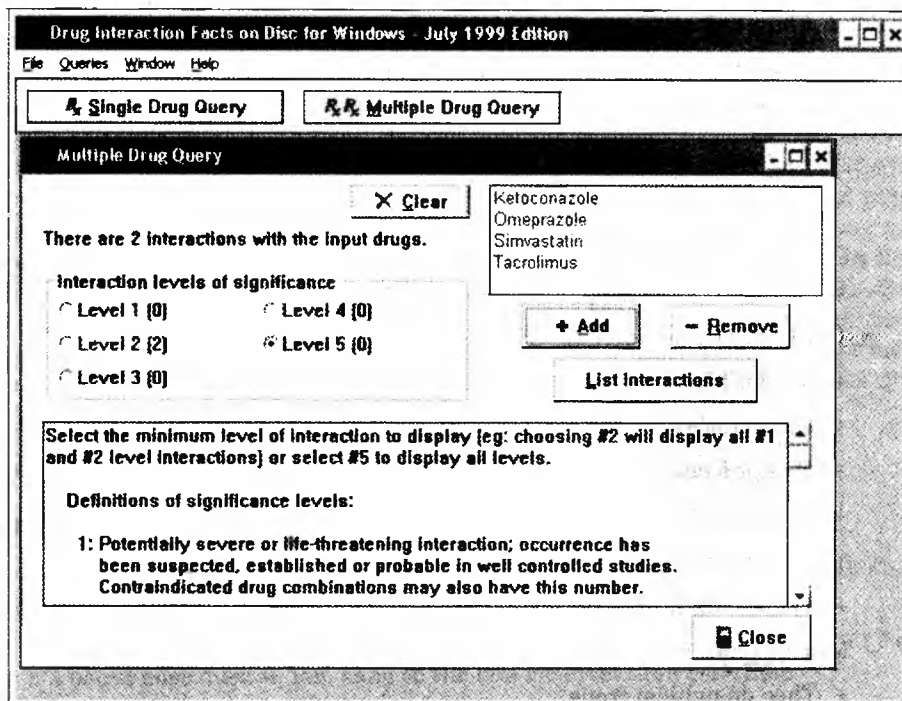 Drug Interaction Facts on Disc for Windows - July 1999 Edition
File Queries Window Help
Single Drug Query
Multiple Drug Query
Multiple Drug Query
Clear
Ketoconazole
Omeprazole
Simvastatin
Tacrolimus
There are 2 interactions with the input drugs.
Interaction levels of significance
Level 1 (0)
Level 4 (0)
Level 2 (2)
Level 5 (0)
Level 3 (0)
+ Add
- Remove
List Interactions
Select the minimum level of interaction to display (eg: choosing #2 will display all #1
and #2 level interactions) or select #5 to display all levels.
Definitions of significance levels:
1: Potentially severe or life-threatening interaction; occurrence has
been suspected, established or probable in well controlled studies.
Contraindicated drug combinations may also have this number.
Close